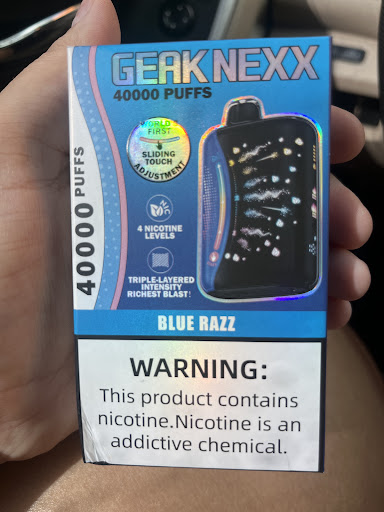 GEAK NEXX
40000 PUFFS
40000 PUFFS
WORLD
FIRST
SLIDING
TOUCH
ADJUSTMENT
4 NICOTINE
LEVELS
TRIPLE-LAYERED
INTENSITY
RICHEST BLAST!
BLUE RAZZ
WARNING:
This product contains
nicotine.Nicotine is an
addictive chemical.